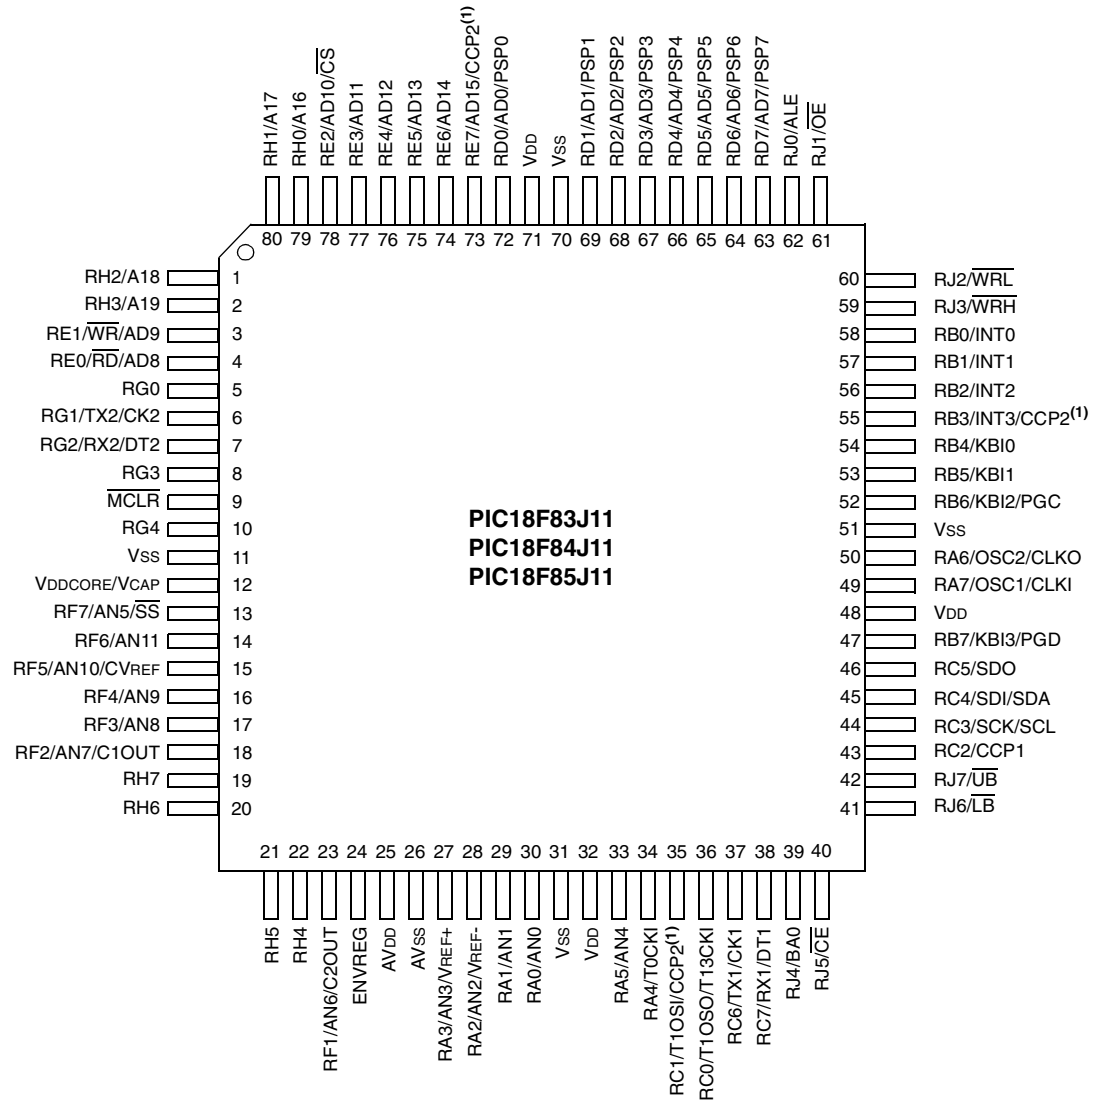 RH1/A17
RH0/A16
RE2/AD10/CS
RE3/AD11
RE4/AD12
RE5/AD13
RE6/AD14
RE7/AD15/CCP2(1)
RD0/AD0/PSP0
VDD
VSS
RD1/AD1/PSP1
RD2/AD2/PSP2
RD3/AD3/PSP3
RD4/AD4/PSP4
RD5/AD5/PSP5
RD6/AD6/PSP6
RD7/AD7/PSP7
RJ0/ALE
RJ1/OE
80 79 78 77 76 75 74 73 72 71 70 69 68 67 66 65 64 63 62 61
RH2/A18 1
RH3/A19 2
RE1/WR/AD9 3
RE0/RD/AD8 4
RG0 5
RG1/TX2/CK2 6
RG2/RX2/DT2 7
RG3 8
MCLR 9
RG4 10
VSS 11
VDDCORE/VCAP 12
RF7/AN5/SS 13
RF6/AN11 14
RF5/AN10/CVREF 15
RF4/AN9 16
RF3/AN8 17
RF2/AN7/C1OUT 18
RH7 19
RH6 20
PIC18F83J11
PIC18F84J11
PIC18F85J11
60 RJ2/WRL
59 RJ3/WRH
58 RB0/INT0
57 RB1/INT1
56 RB2/INT2
55 RB3/INT3/CCP2(1)
54 RB4/KBI0
53 RB5/KBI1
52 RB6/KBI2/PGC
51 VSS
50 RA6/OSC2/CLKO
49 RA7/OSC1/CLKI
48 VDD
47 RB7/KBI3/PGD
46 RC5/SDO
45 RC4/SDI/SDA
44 RC3/SCK/SCL
43 RC2/CCP1
42 RJ7/UB
41 RJ6/LB
21 22 23 24 25 26 27 28 29 30 31 32 33 34 35 36 37 38 39 40
RH5
RH4
RF1/AN6/C2OUT
ENVREG
AVDD
AVSS
RA3/AN3/VREF+
RA2/AN2/VREF-
RA1/AN1
RA0/AN0
VSS
VDD
RA5/AN4
RA4/T0CKI
RC1/T1OSI/CCP2(1)
RC0/T1OSO/T13CKI
RC6/TX1/CK1
RC7/RX1/DT1
RJ4/BA0
RJ5/CE